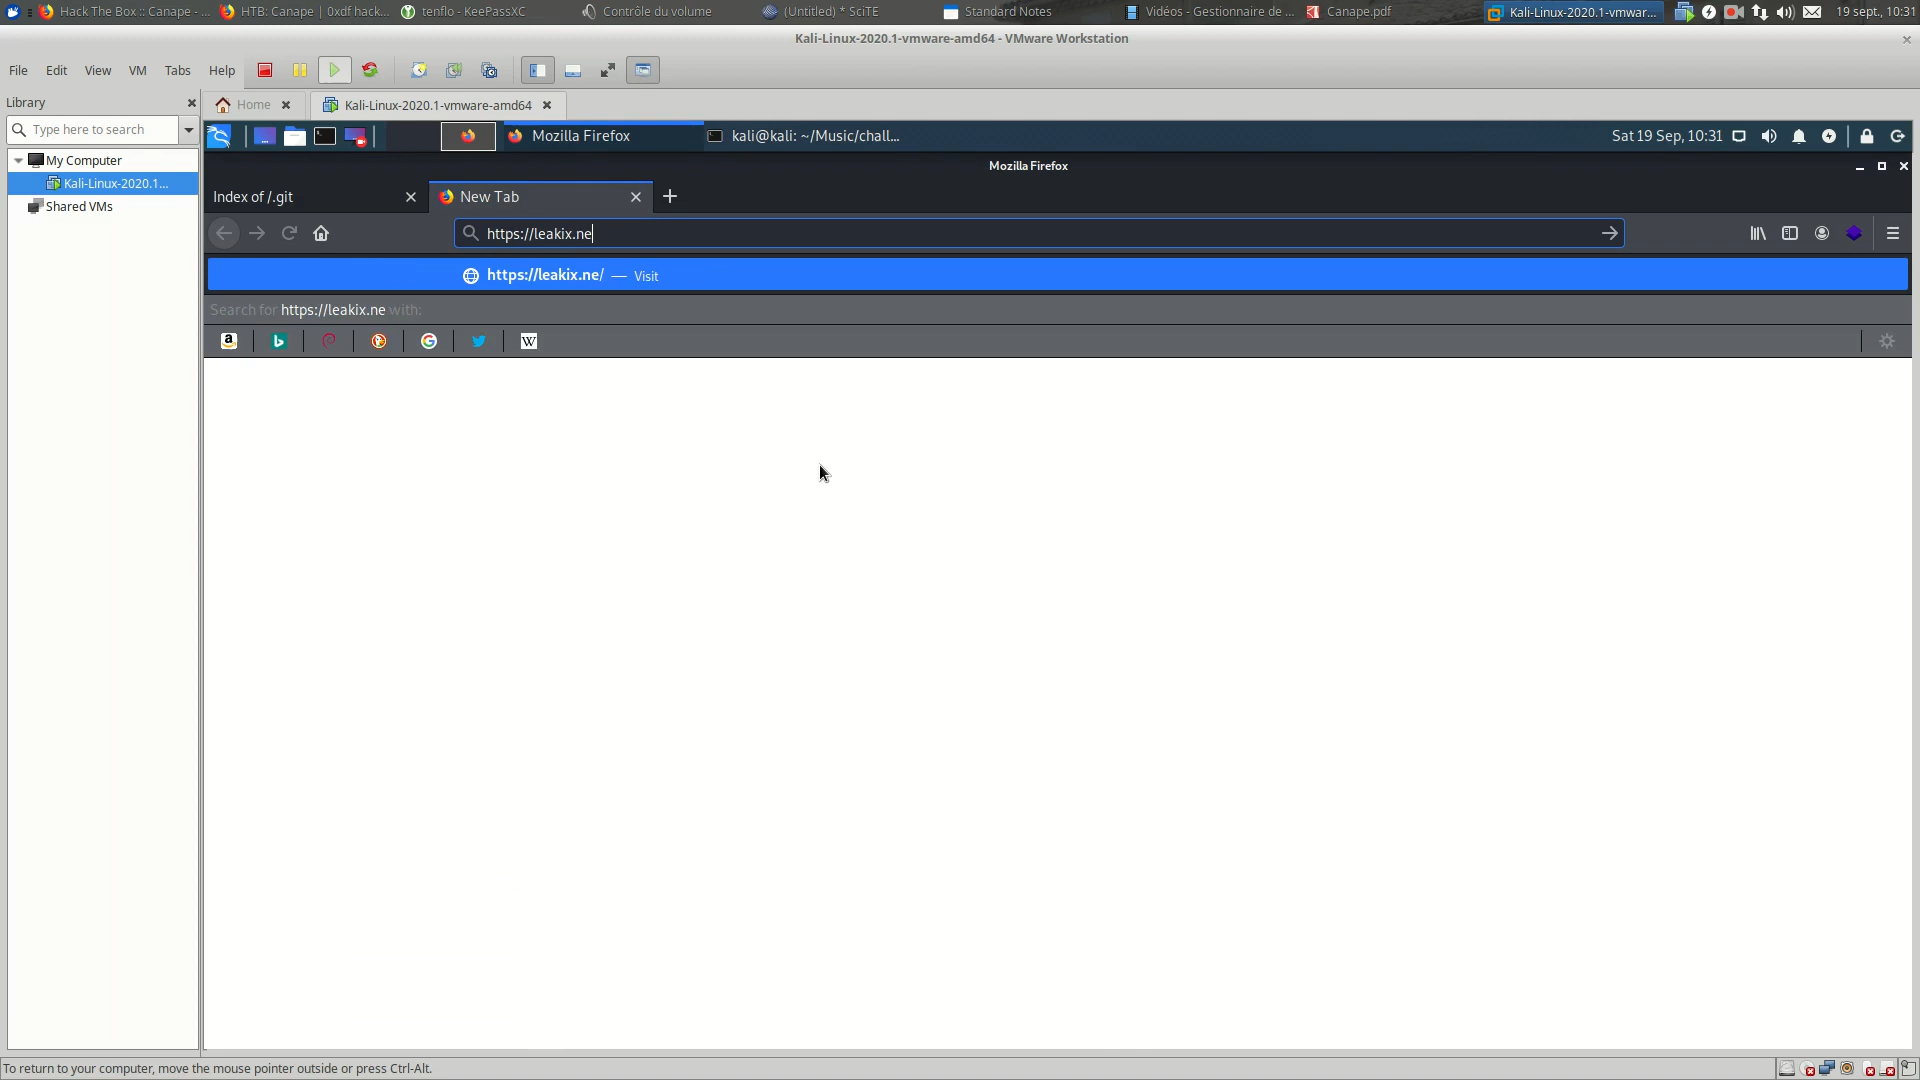 Hack The Box :: Canape - ...
HTB: Canape | 0xdf hack...
tenflo - KeePassXC
Contrôle du volume
(Untitled) * SciTE
Standard Notes
Vidéos - Gestionnaire de ...
Canape.pdf
Kali-Linux-2020.1-vmwar...
19 sept., 10:31
Kali-Linux-2020.1-vmware-amd64 - VMware Workstation
File Edit View VM Tabs Help
Library
Home
Kali-Linux-2020.1-vmware-amd64
Type here to search
My Computer
Kali-Linux-2020.1...
Shared VMs
Mozilla Firefox
kali@kali: ~/Music/chall...
Sat 19 Sep, 10:31
Mozilla Firefox
Index of /.git
New Tab
https://leakix.ne
https://leakix.ne/ — Visit
Search for https://leakix.ne with:
To return to your computer, move the mouse pointer outside or press Ctrl-Alt.